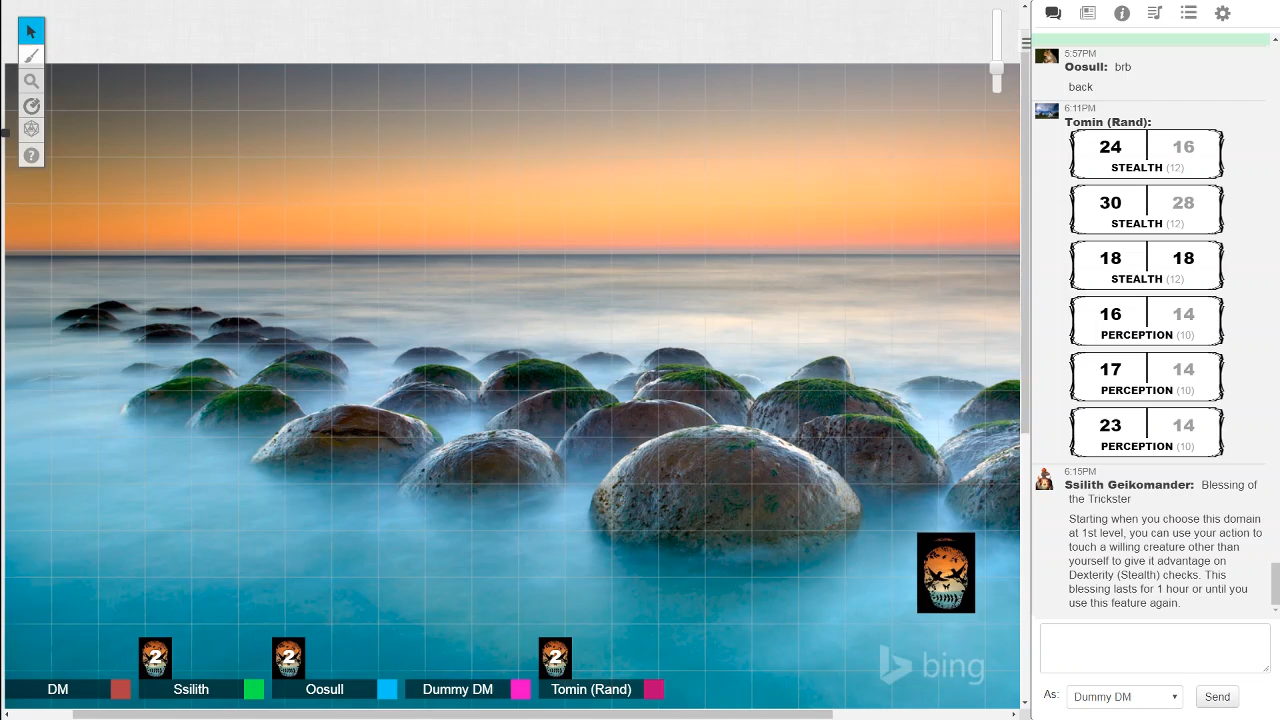 5:57PM
Oosull: brb
back
6:11PM
Tomin (Rand):
24 16
STEALTH (12)
30 28
STEALTH (12)
18 18
STEALTH (12)
16 14
PERCEPTION (10)
17 14
PERCEPTION (10)
23 14
PERCEPTION (10)
6:15PM
Ssilith Geikomander: Blessing of
the Trickster
Starting when you choose this domain
at 1st level, you can use your action to
touch a willing creature other than
yourself to give it advantage on
Dexterity (Stealth) checks. This
blessing lasts for 1 hour or until you
use this feature again.
As: Dummy DM Send
bing
2 2 2
DM Ssilith Oosull Dummy DM Tomin (Rand)